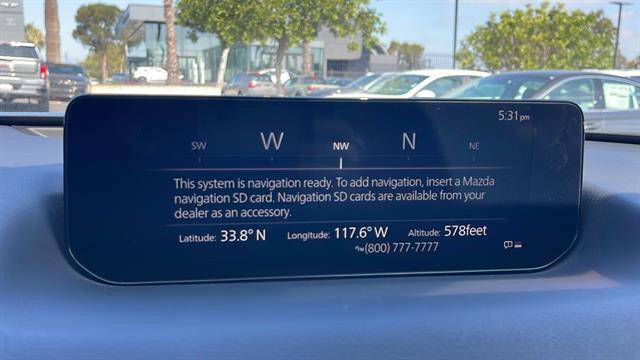 5:31 pm
SW W NW N NE
This system is navigation ready. To add navigation, insert a Mazda
navigation SD card. Navigation SD cards are available from your
dealer as an accessory.
Latitude: 33.8° N Longitude: 117.6° W Altitude: 578feet
(800) 777-7777